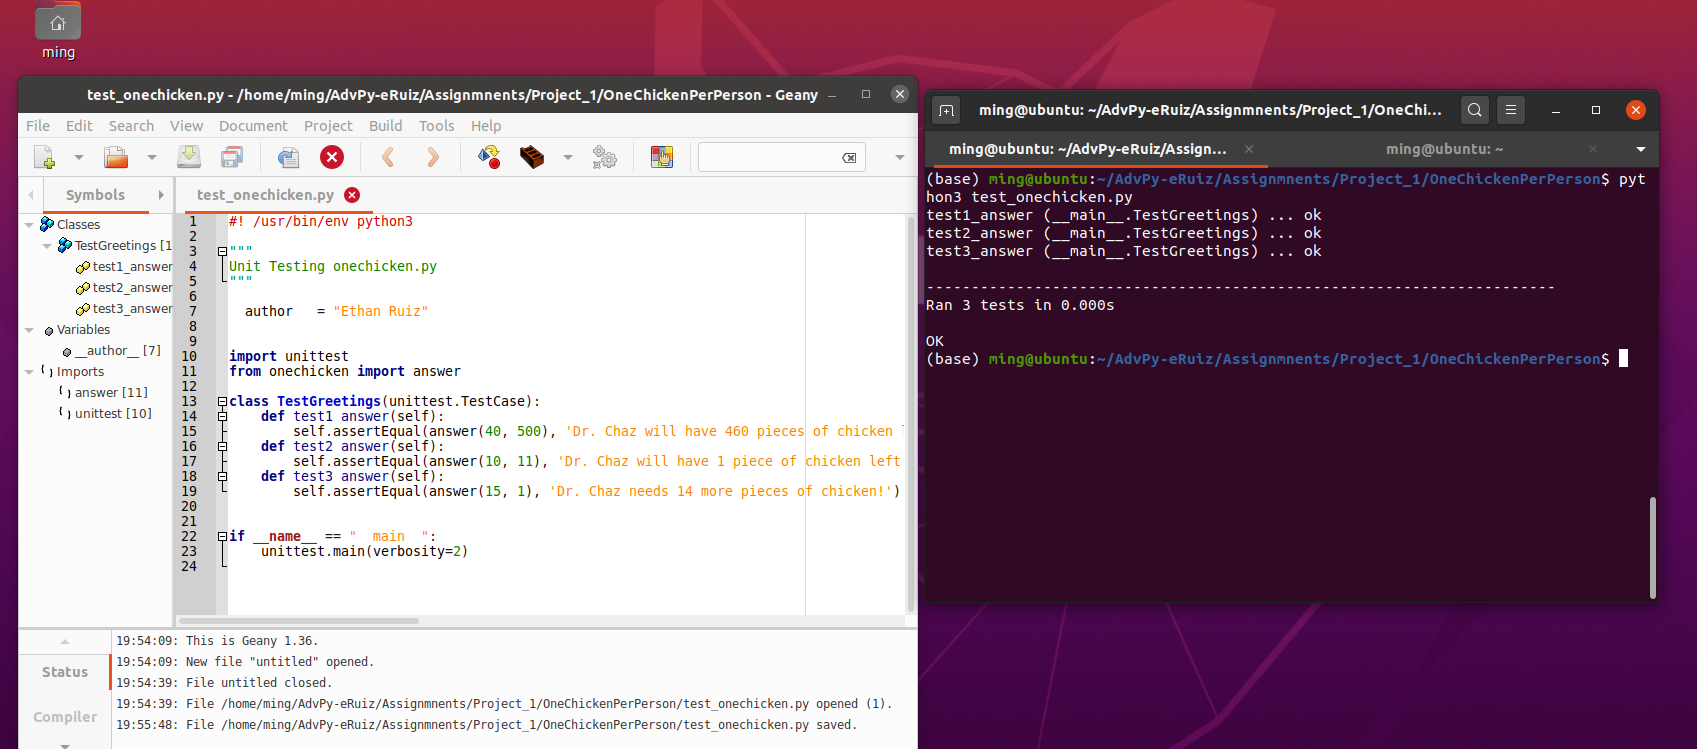 ming
test_onechicken.py - /home/ming/AdvPy-eRuiz/Assignmnents/Project_1/OneChickenPerPerson - Geany
File Edit Search View Document Project Build Tools Help
Symbols
test_onechicken.py
Classes
TestGreetings [1
test1_answer
test2_answer
test3_answer
Variables
__author__ [7]
Imports
answer [11]
unittest [10]
1 #! /usr/bin/env python3
2
3 """
4 Unit Testing onechicken.py
5 """
6
7   author   = "Ethan Ruiz"
8
9
10 import unittest
11 from onechicken import answer
12
13 class TestGreetings(unittest.TestCase):
14     def test1 answer(self):
15         self.assertEqual(answer(40, 500), 'Dr. Chaz will have 460 pieces of chicken
16     def test2 answer(self):
17         self.assertEqual(answer(10, 11), 'Dr. Chaz will have 1 piece of chicken left
18     def test3 answer(self):
19         self.assertEqual(answer(15, 1), 'Dr. Chaz needs 14 more pieces of chicken!')
20
21
22 if __name__ == "  main  ":
23     unittest.main(verbosity=2)
24
Status
Compiler
19:54:09: This is Geany 1.36.
19:54:09: New file "untitled" opened.
19:54:39: File untitled closed.
19:54:39: File /home/ming/AdvPy-eRuiz/Assignmnents/Project_1/OneChickenPerPerson/test_onechicken.py opened (1).
19:55:48: File /home/ming/AdvPy-eRuiz/Assignmnents/Project_1/OneChickenPerPerson/test_onechicken.py saved.
ming@ubuntu: ~/AdvPy-eRuiz/Assignmnents/Project_1/OneChi...
ming@ubuntu: ~/AdvPy-eRuiz/Assign...
ming@ubuntu: ~
(base) ming@ubuntu:~/AdvPy-eRuiz/Assignmnents/Project_1/OneChickenPerPerson$ pyt
hon3 test_onechicken.py
test1_answer (__main__.TestGreetings) ... ok
test2_answer (__main__.TestGreetings) ... ok
test3_answer (__main__.TestGreetings) ... ok
----------------------------------------------------------------------
Ran 3 tests in 0.000s
OK
(base) ming@ubuntu:~/AdvPy-eRuiz/Assignmnents/Project_1/OneChickenPerPerson$